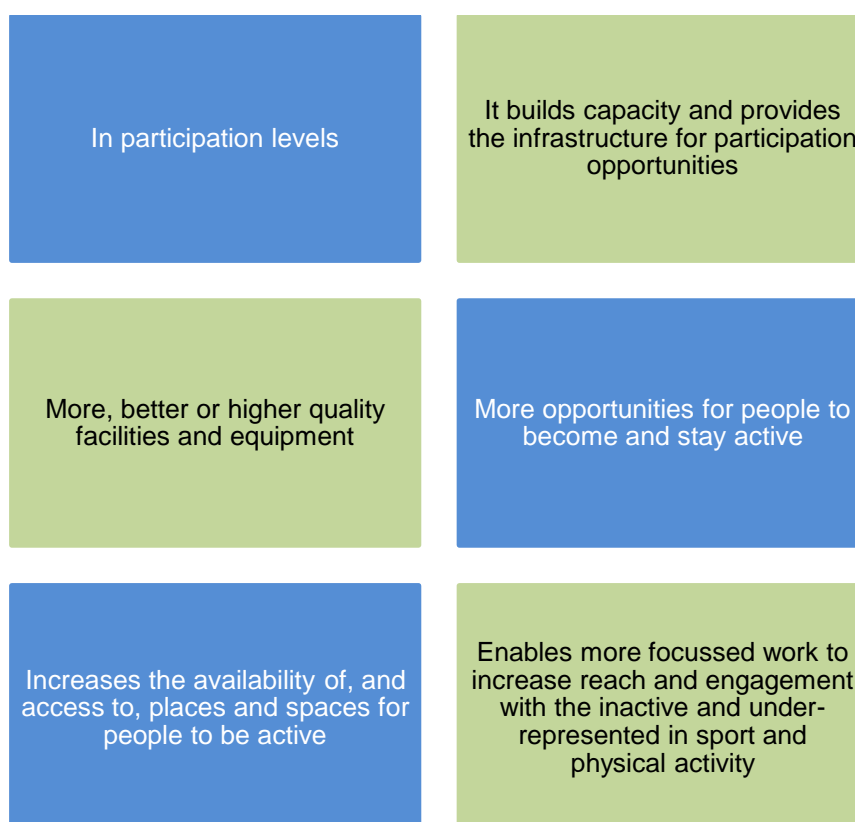 In participation levels
It builds capacity and provides
the infrastructure for participation
opportunities
More, better or higher quality
facilities and equipment
More opportunities for people to
become and stay active
Increases the availability of, and
access to, places and spaces for
people to be active
Enables more focussed work to
increase reach and engagement
with the inactive and under-
represented in sport and
physical activity